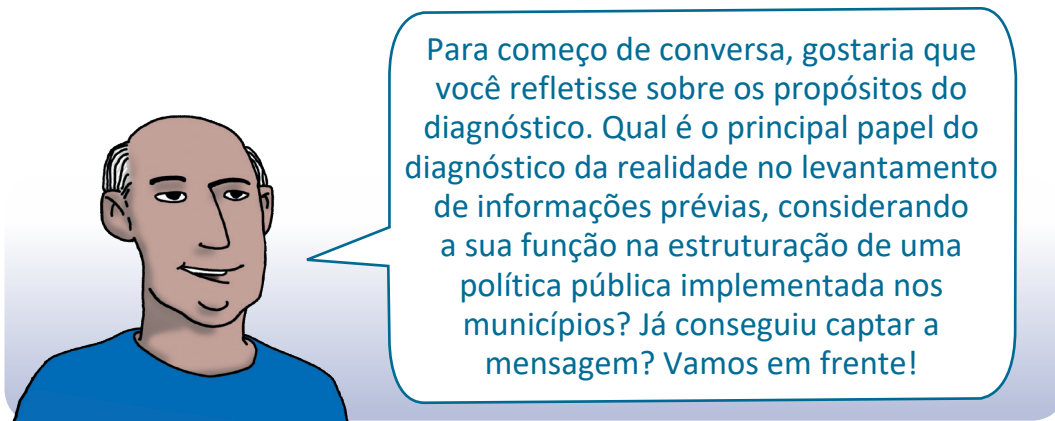 Para começo de conversa, gostaria que
você refletisse sobre os propósitos do
diagnóstico. Qual é o principal papel do
diagnóstico da realidade no levantamento
de informações prévias, considerando
a sua função na estruturação de uma
política pública implementada nos
municípios? Já conseguiu captar a
mensagem? Vamos em frente!